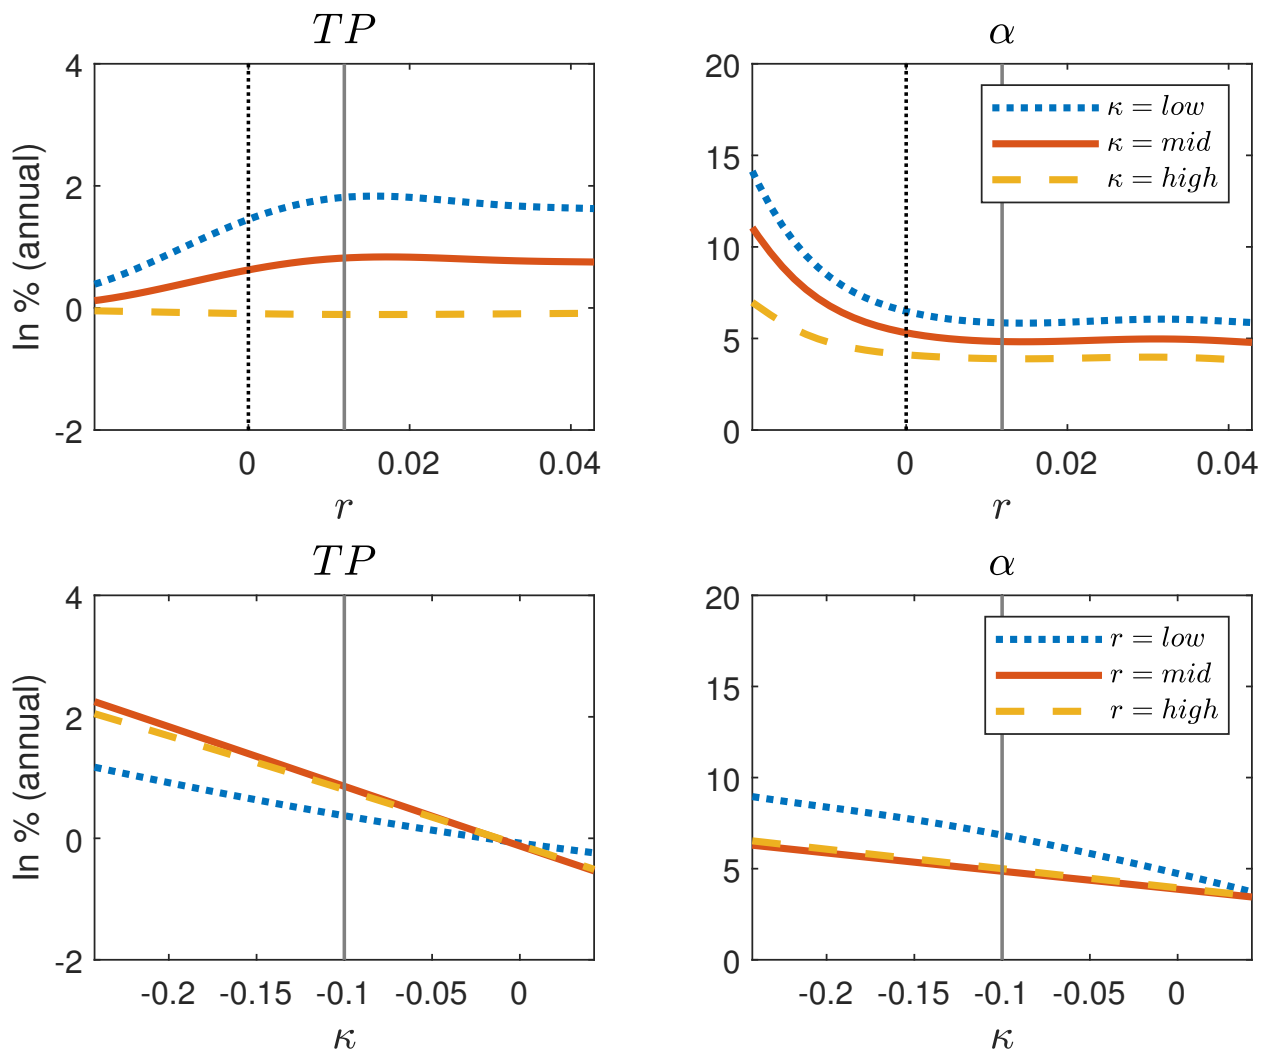 TP
α
In % (annual)
4
2
0
-2
0
0.02
0.04
r
20
15
10
5
0
κ = low
κ = mid
κ = high
0
0.02
0.04
r
TP
α
In % (annual)
4
2
0
-2
-0.2
-0.15
-0.1
-0.05
0
κ
20
15
10
5
0
r = low
r = mid
r = high
-0.2
-0.15
-0.1
-0.05
0
κ